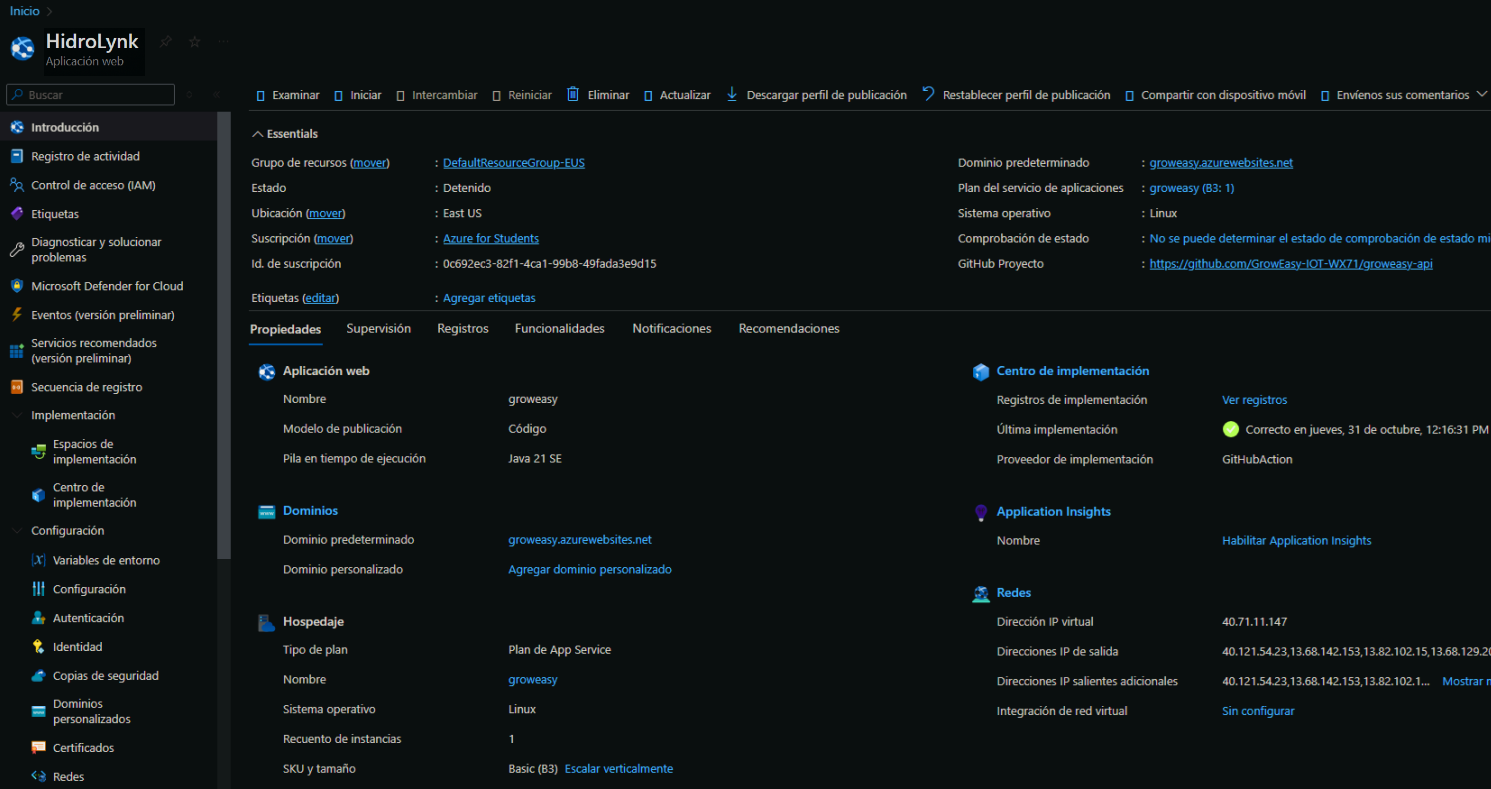 Inicio
HidroLynk
Aplicación web
Buscar
Examinar Iniciar Intercambiar Reiniciar Eliminar Actualizar Descargar perfil de publicación Restablecer perfil de publicación Compartir con dispositivo móvil Envíenos sus comentarios
Introducción
Registro de actividad
Control de acceso (IAM)
Etiquetas
Diagnosticar y solucionar
problemas
Microsoft Defender for Cloud
Eventos (versión preliminar)
Servicios recomendados
(versión preliminar)
Secuencia de registro
Implementación
Espacios de
implementación
Centro de
implementación
Configuración
Variables de entorno
Configuración
Autenticación
Identidad
Copias de seguridad
Dominios
personalizados
Certificados
Redes
Essentials
Grupo de recursos (mover) : DefaultResourceGroup-EUS
Estado : Detenido
Ubicación (mover) : East US
Suscripción (mover) : Azure for Students
Id. de suscripción : 0c692ec3-82f1-4ca1-99b8-49fada3e9d15
Etiquetas (editar) : Agregar etiquetas
Dominio predeterminado : groweasy.azurewebsites.net
Plan del servicio de aplicaciones : groweasy (B3: 1)
Sistema operativo : Linux
Comprobación de estado : No se puede determinar el estado de comprobación de estado mi
GitHub Proyecto : https://github.com/GrowEasy-IOT-WX71/groweasy-api
Propiedades Supervisión Registros Funcionalidades Notificaciones Recomendaciones
Aplicación web
Nombre groweasy
Modelo de publicación Código
Pila en tiempo de ejecución Java 21 SE
Dominios
Dominio predeterminado groweasy.azurewebsites.net
Dominio personalizado Agregar dominio personalizado
Hospedaje
Tipo de plan Plan de App Service
Nombre groweasy
Sistema operativo Linux
Recuento de instancias 1
SKU y tamaño Basic (B3) Escalar verticalmente
Centro de implementación
Registros de implementación Ver registros
Última implementación Correcto en jueves, 31 de octubre, 12:16:31 PM
Proveedor de implementación GitHubAction
Application Insights
Nombre Habilitar Application Insights
Redes
Dirección IP virtual 40.71.11.147
Direcciones IP de salida 40.121.54.23,13.68.142.153,13.82.102.15,13.68.129.20
Direcciones IP salientes adicionales 40.121.54.23,13.68.142.153,13.82.102.1... Mostrar
Integración de red virtual Sin configurar